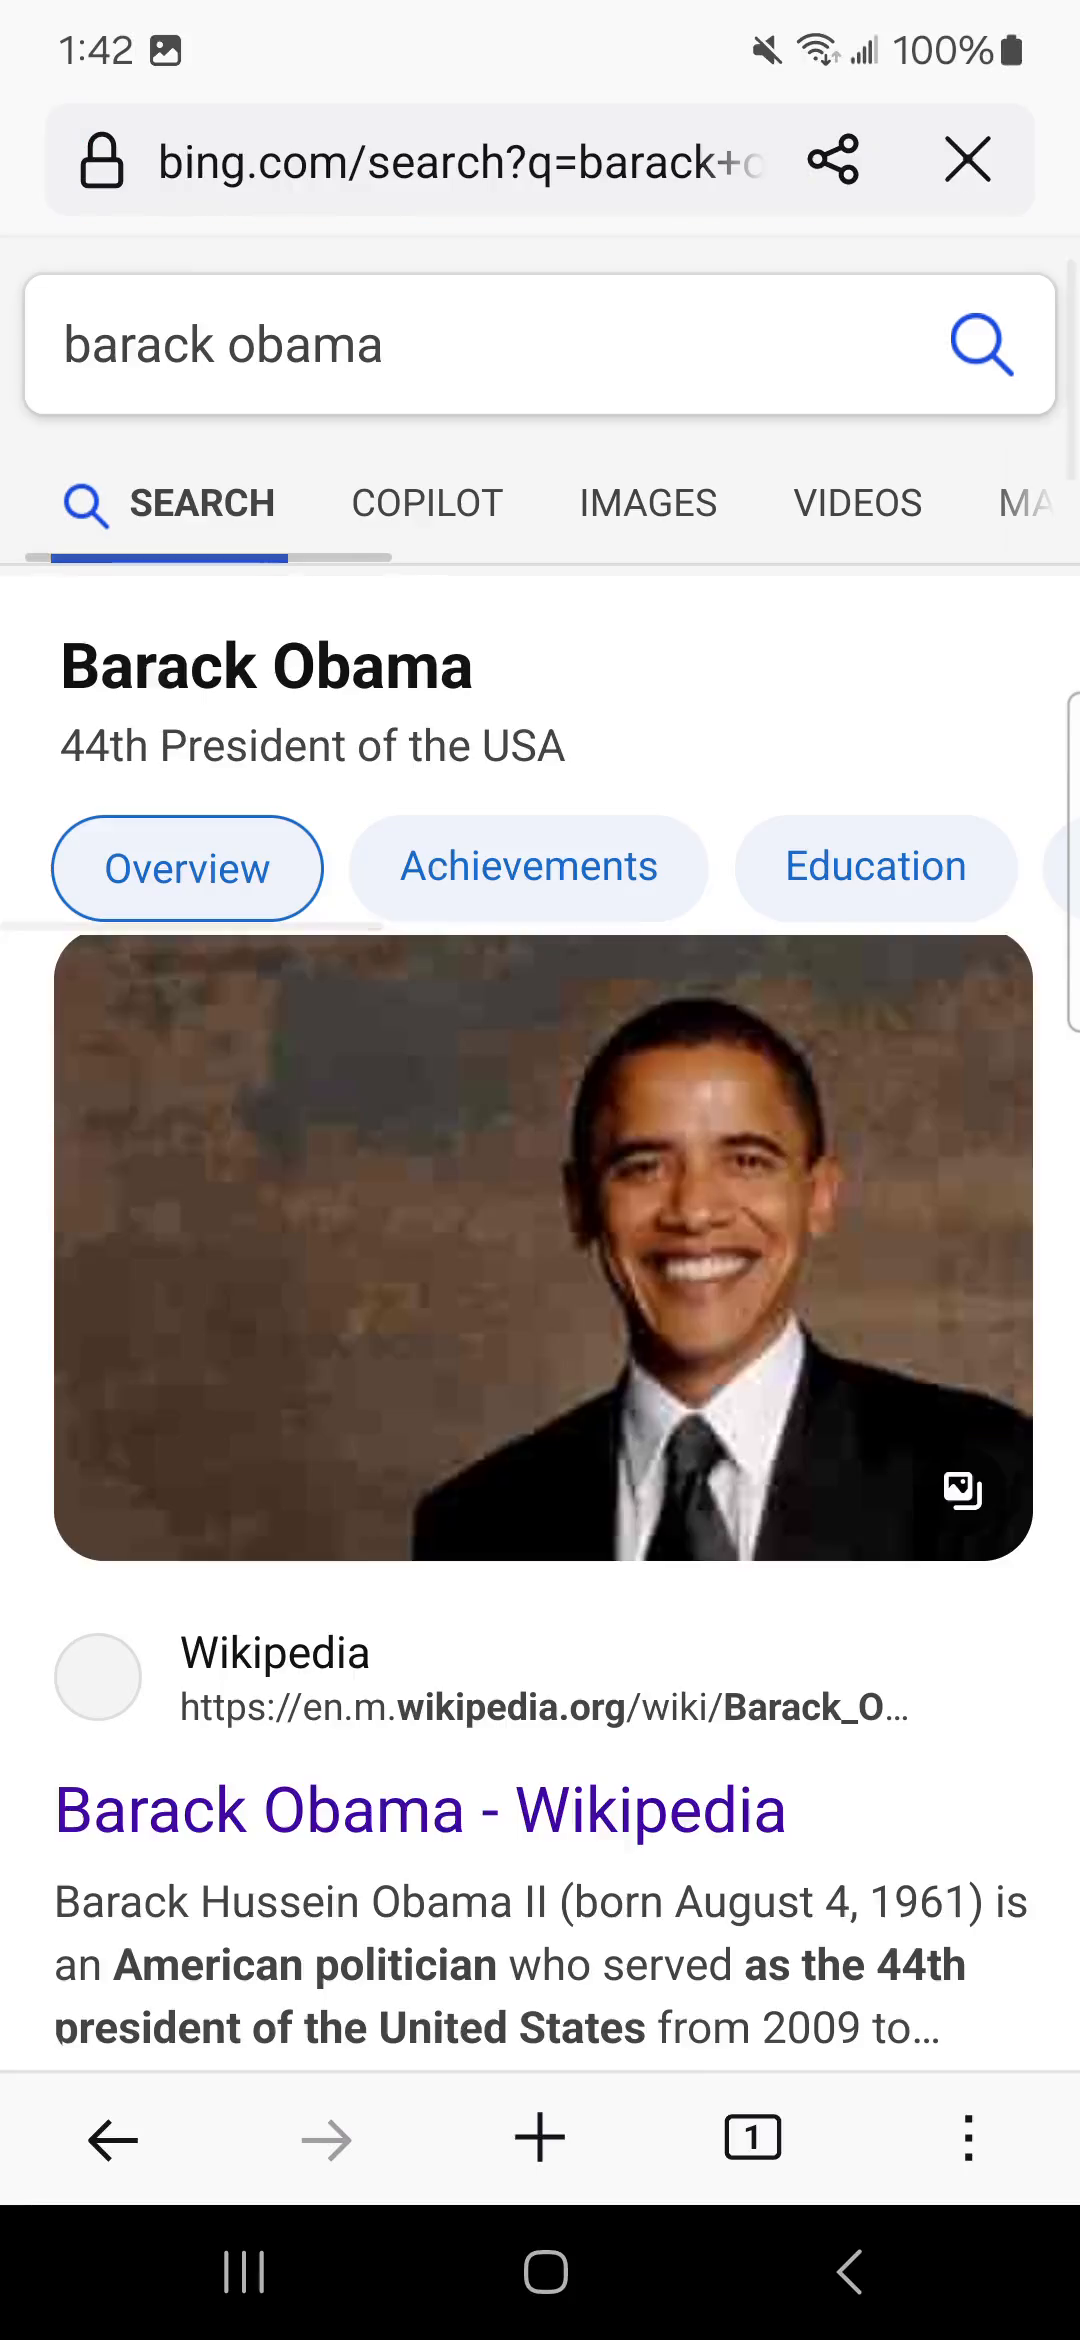 1:42
100%
bing.com/search?q=barack+o
barack obama
SEARCH COPILOT IMAGES VIDEOS MA
Barack Obama
44th President of the USA
Overview Achievements Education
Wikipedia
https://en.m.wikipedia.org/wiki/Barack_O...
Barack Obama - Wikipedia
Barack Hussein Obama II (born August 4, 1961) is
an American politician who served as the 44th
president of the United States from 2009 to...
1